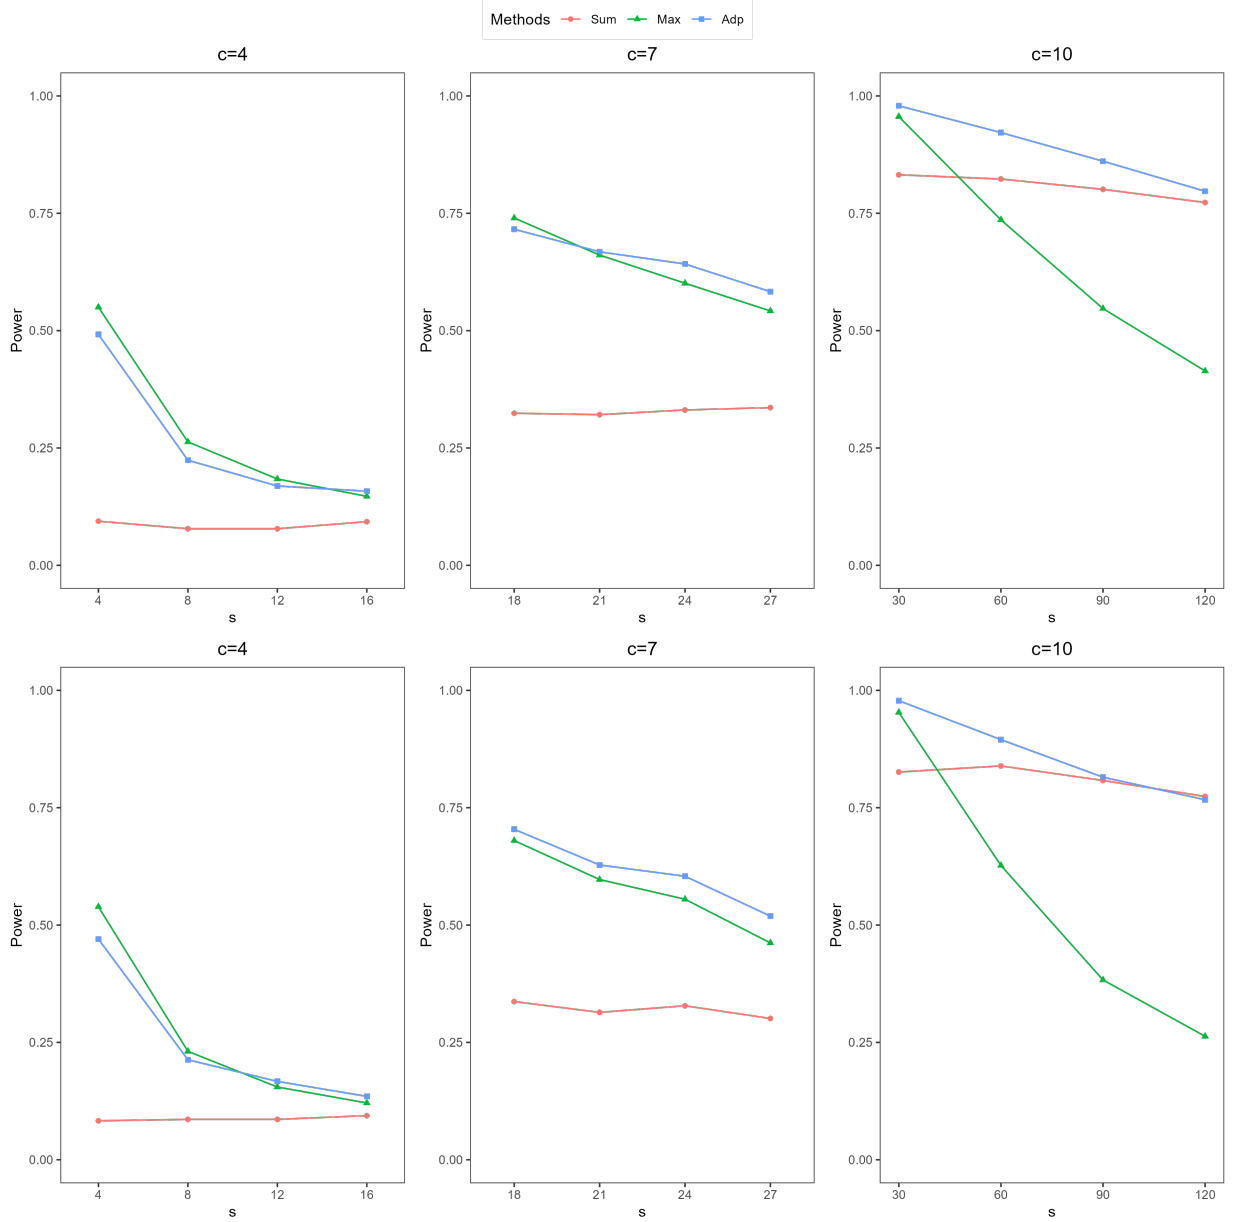 Methods Sum Max Adp
c=4 c=7 c=10
1.00 1.00 1.00
0.75 0.75 0.75
0.50 0.50 0.50
Power Power Power
0.25 0.25 0.25
0.00 0.00 0.00
4 8 12 16 18 21 24 27 30 60 90 120
s s s
c=4 c=7 c=10
1.00 1.00 1.00
0.75 0.75 0.75
0.50 0.50 0.50
Power Power Power
0.25 0.25 0.25
0.00 0.00 0.00
4 8 12 16 18 21 24 27 30 60 90 120
s s s